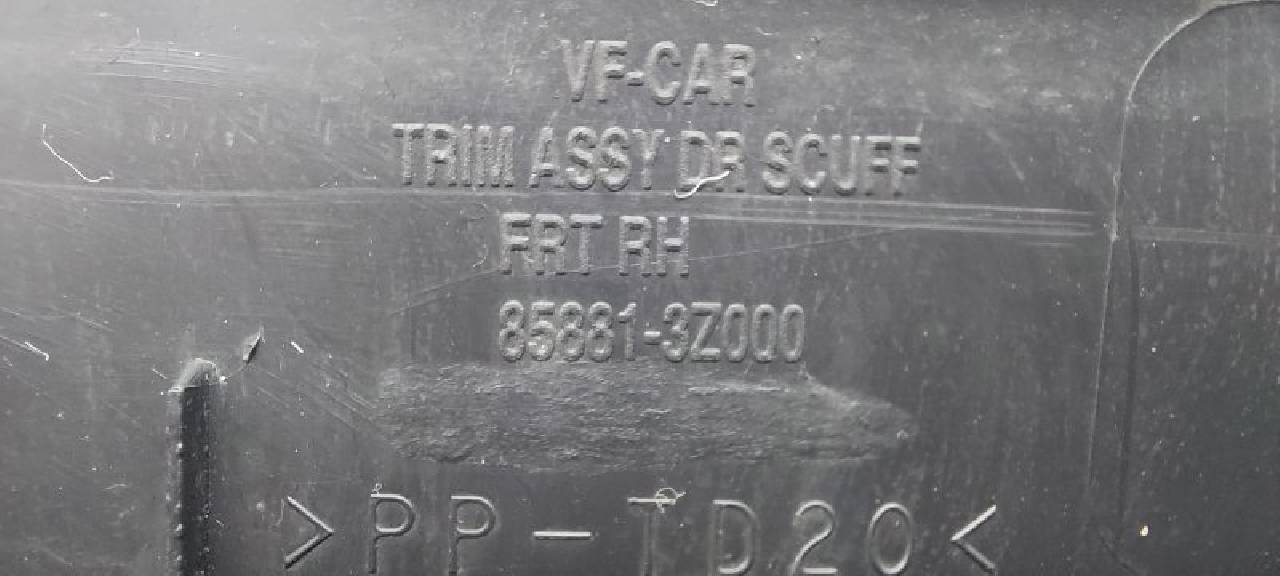 VF-CAR
TRIM ASSY DR SCUFF
FRT RH
85881-3Z000
>PP-TD20<